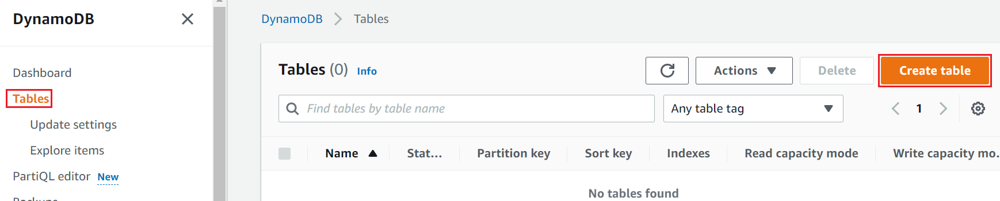 DynamoDB
Dashboard
Tables
Update settings
Explore items
PartiQL editor New
Backups
DynamoDB > Tables
Tables (0) Info
Actions
Delete
Create table
Find tables by table name
Any table tag
1
Name Stat... Partition key Sort key Indexes Read capacity mode Write capacity mo...
No tables found